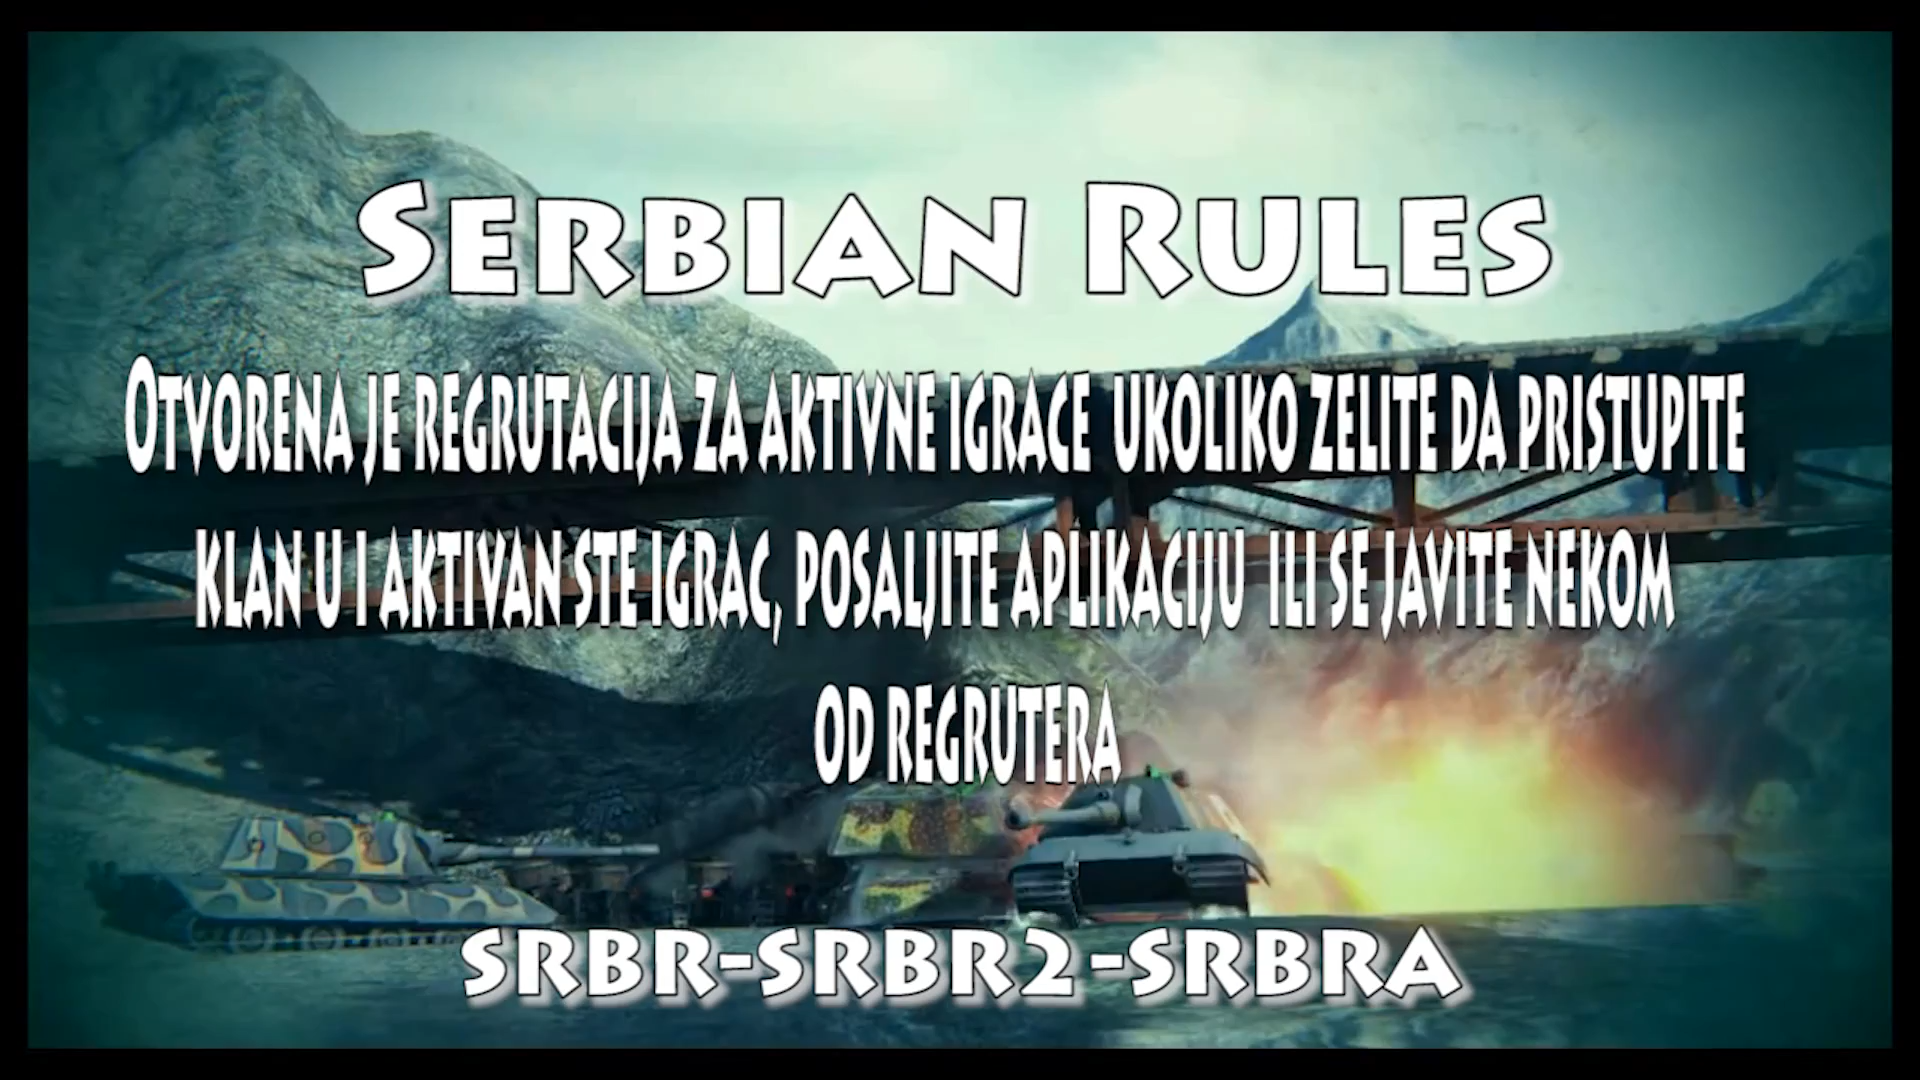 Serbian Rules
Otvorena je regrutacija za aktivne igrace ukoliko zelite da pristupite
klan u i aktivan ste igrac, posaljite aplikaciju ili se javite nekom
od regrutera
SRBR-SRBR2-SRBRA